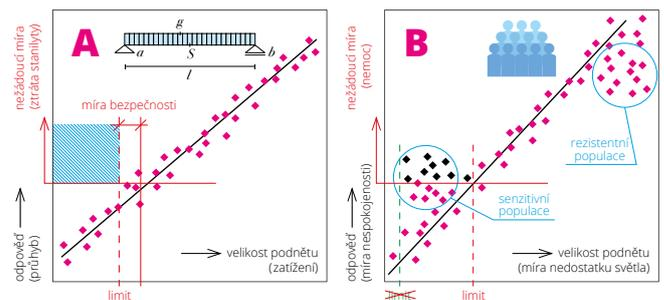 A
g
a
S
b
l
nežádoucí míra
(ztráta stanilyty)
míra bezpečnosti
odpověď
(průhyb)
velikost podnětu
(zatížení)
limit
B
nežádoucí míra
(nemoc)
rezistentní
populace
senzitivní
populace
odpověď
(míra nespokojenosti)
velikost podnětu
(míra nedostatku světla)
limit
limit